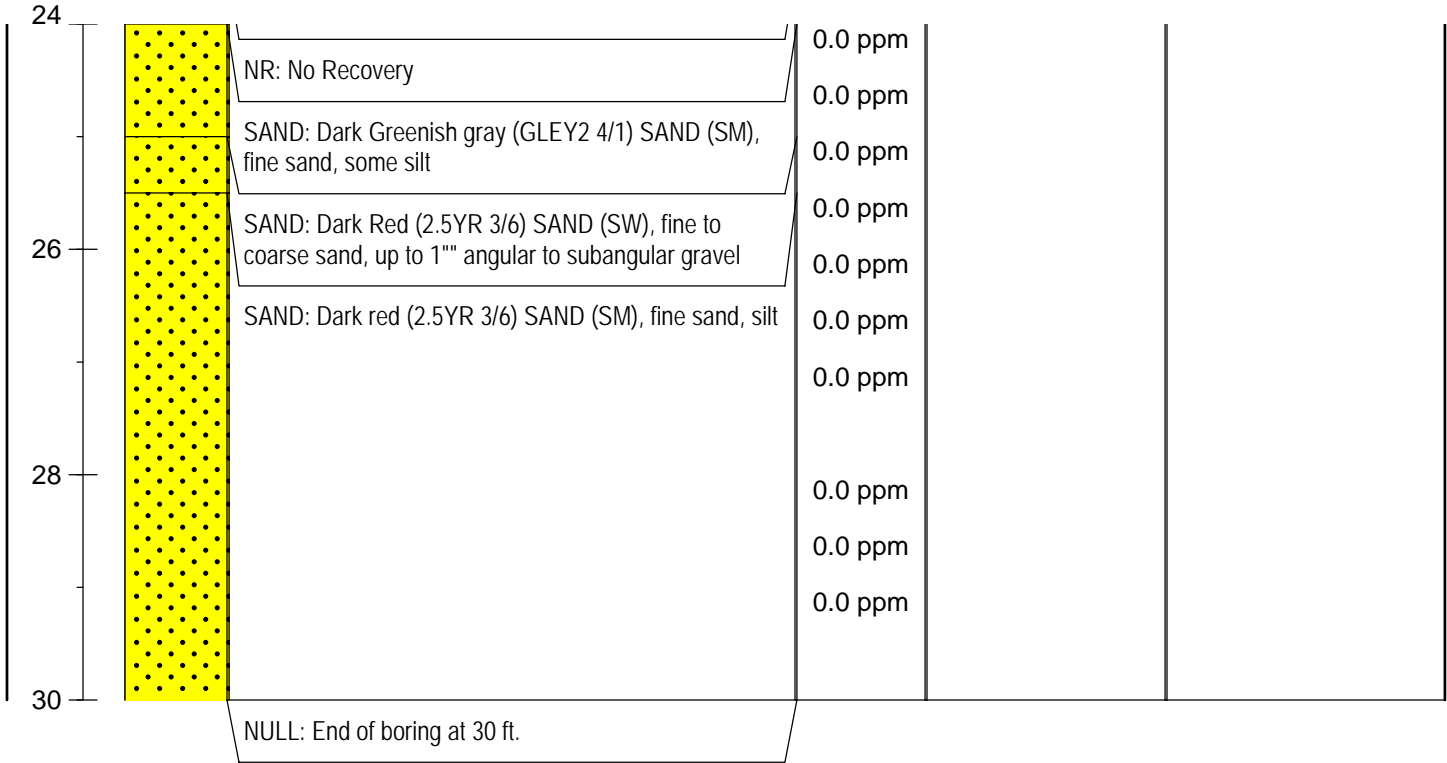 24
0.0 ppm
NR: No Recovery
0.0 ppm
SAND: Dark Greenish gray (GLEY2 4/1) SAND (SM),
fine sand, some silt
0.0 ppm
0.0 ppm
SAND: Dark Red (2.5YR 3/6) SAND (SW), fine to
coarse sand, up to 1"" angular to subangular gravel
26
0.0 ppm
SAND: Dark red (2.5YR 3/6) SAND (SM), fine sand, silt
0.0 ppm
0.0 ppm
28
0.0 ppm
0.0 ppm
0.0 ppm
30
NULL: End of boring at 30 ft.